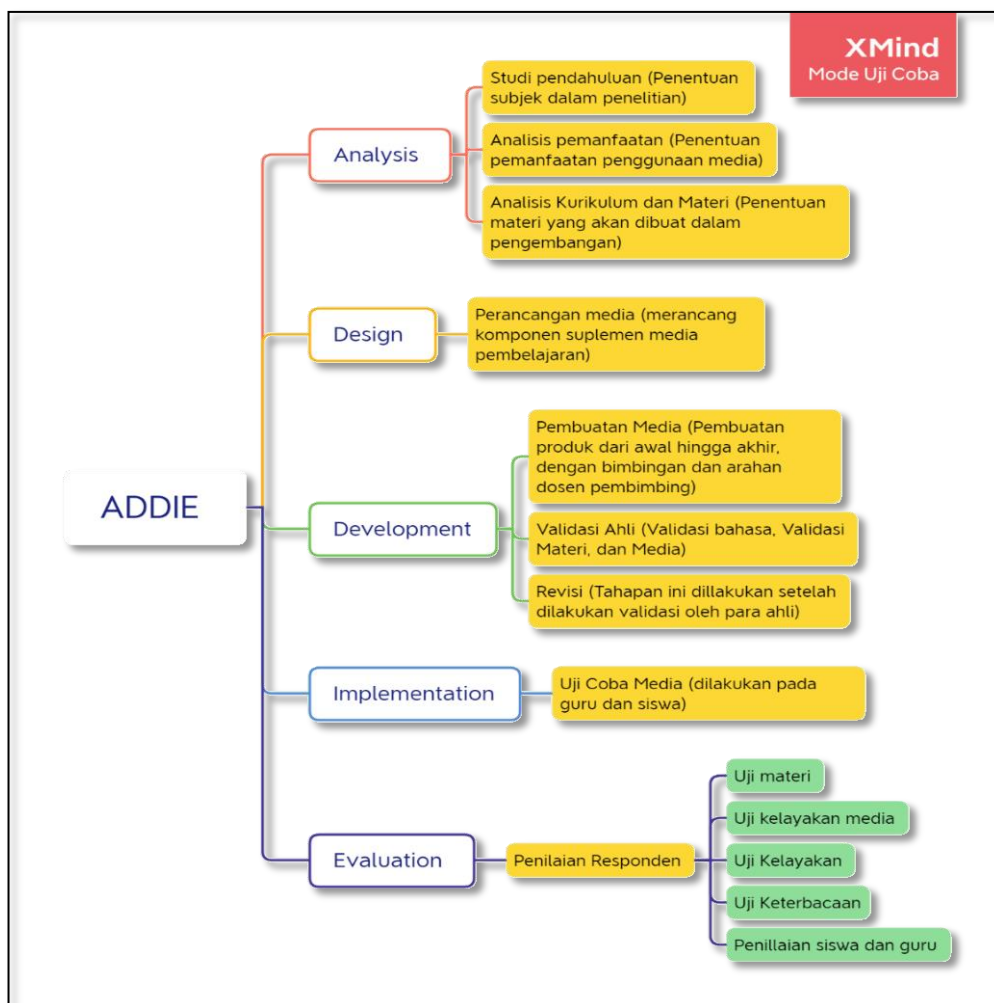 XMind
Mode Uji Coba
Studi pendahuluan (Penentuan
subjek dalam penelitian)
Analysis
Analisis pemanfaatan (Penentuan
pemanfaatan penggunaan media)
Analisis Kurikulum dan Materi (Penentuan
materi yang akan dibuat dalam
pengembangan)
Design
Perancangan media (merancang
komponen suplemen media
pembelajaran)
ADDIE
Development
Pembuatan Media (Pembuatan
produk dari awal hingga akhir,
dengan bimbingan dan arahan
dosen pembimbing)
Validasi Ahli (Validasi bahasa, Validasi
Materi, dan Media)
Revisi (Tahapan ini dillakukan setelah
dilakukan validasi oleh para ahli)
Implementation
Uji Coba Media (dilakukan pada
guru dan siswa)
Evaluation
Penilaian Responden
Uji materi
Uji kelayakan media
Uji Kelayakan
Uji Keterbacaan
Penillaian siswa dan guru